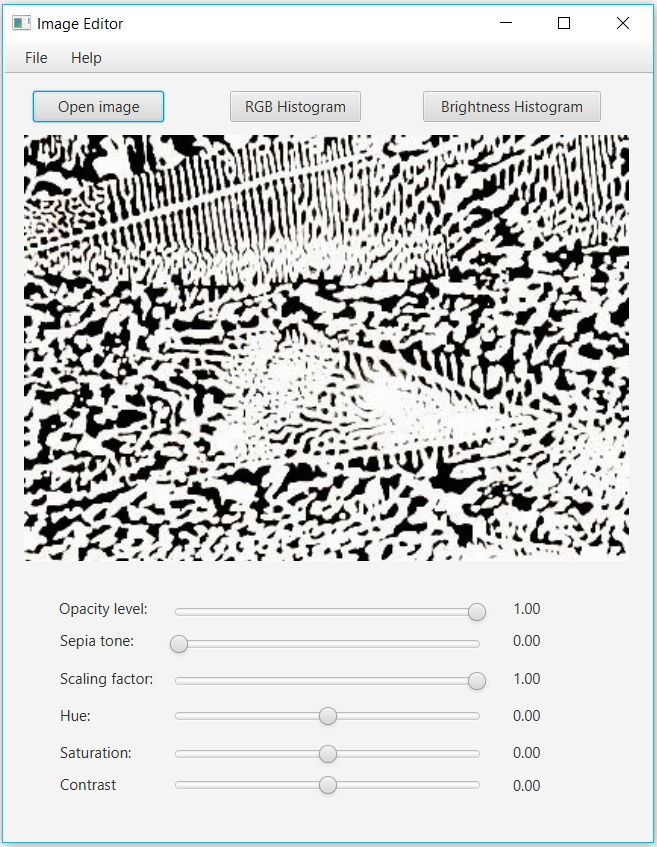 Image Editor
File Help
Open image RGB Histogram Brightness Histogram
Opacity level: 1.00
Sepia tone: 0.00
Scaling factor: 1.00
Hue: 0.00
Saturation: 0.00
Contrast 0.00